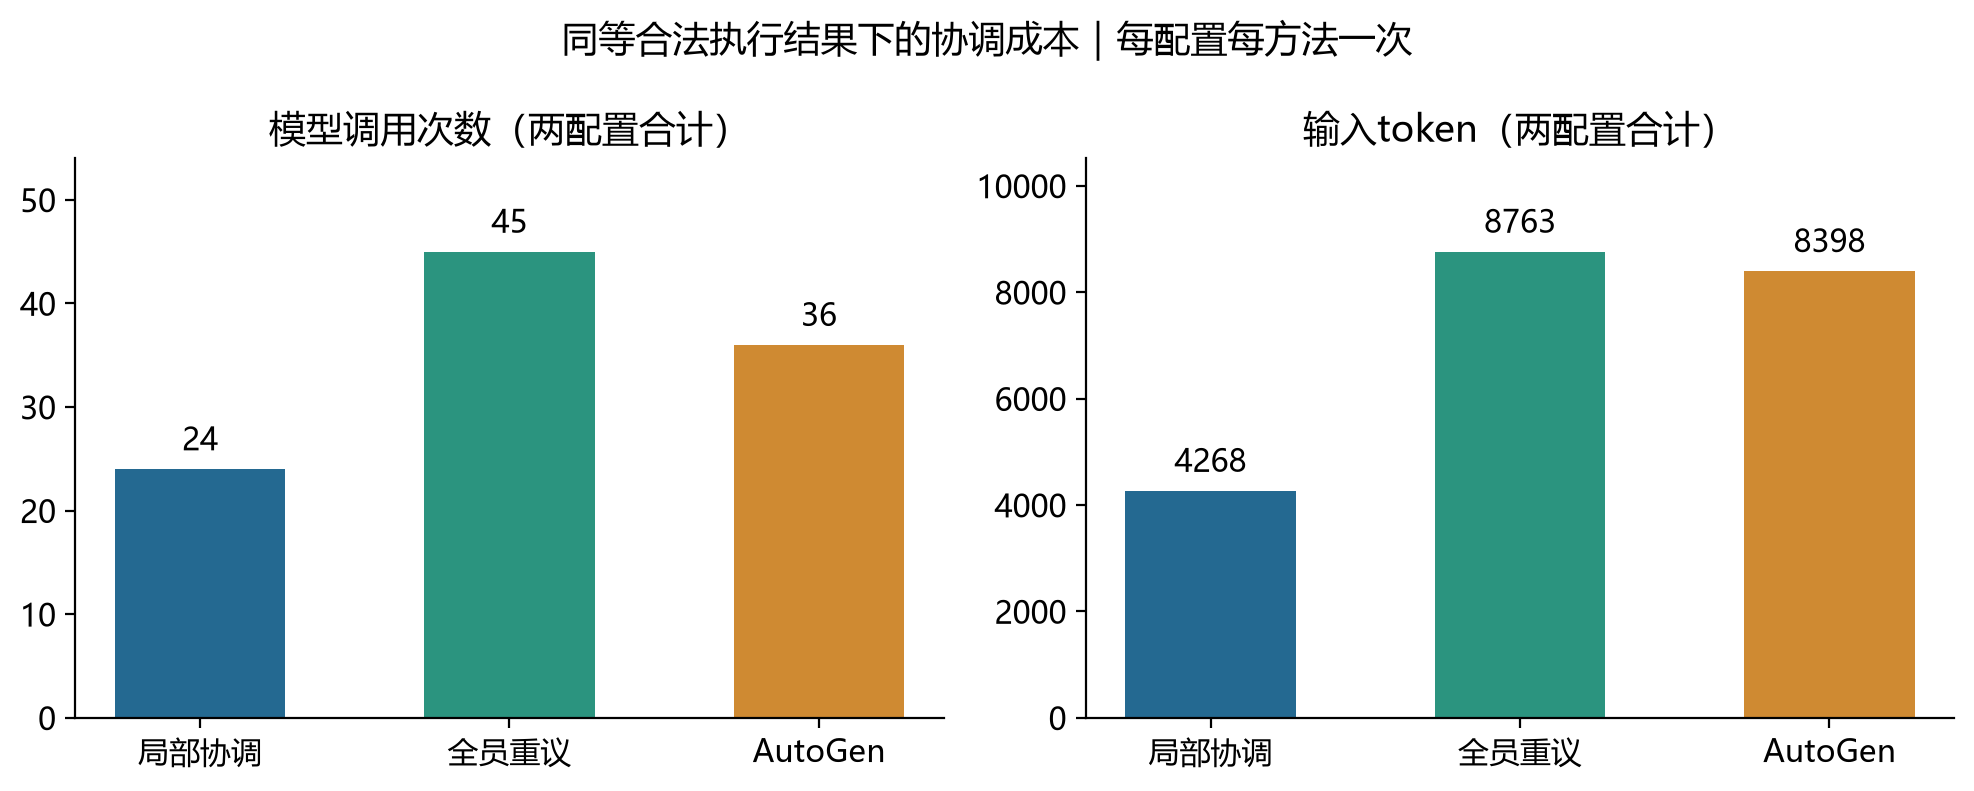 同等合法执行结果下的协调成本｜每配置每方法一次
模型调用次数（两配置合计）
50
40
30
20
10
0
24
45
36
局部协调
全员重议
AutoGen
输入token（两配置合计）
10000
8000
6000
4000
2000
0
4268
8763
8398
局部协调
全员重议
AutoGen